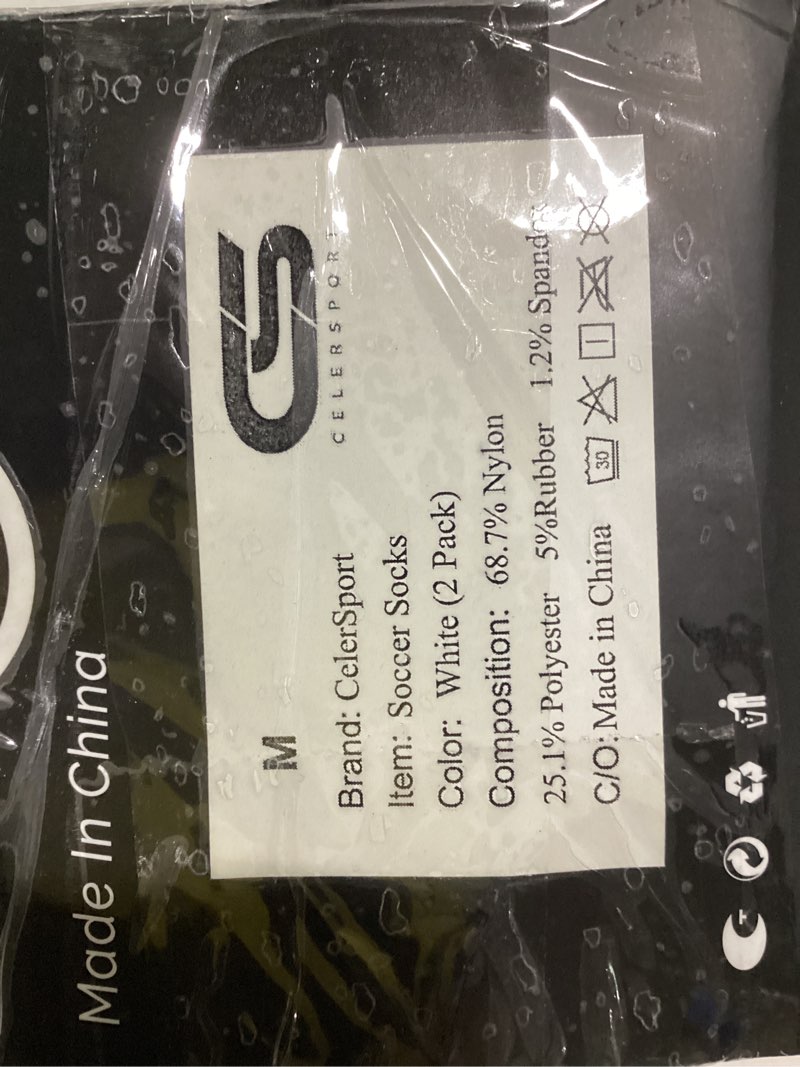 CELERSPORT
M
Brand: CelerSport
Item: Soccer Socks
Color: White (2 Pack)
Composition: 68.7% Nylon
25.1% Polyester 5%Rubber 1.2%
C/O: Made in China 30
Made In China